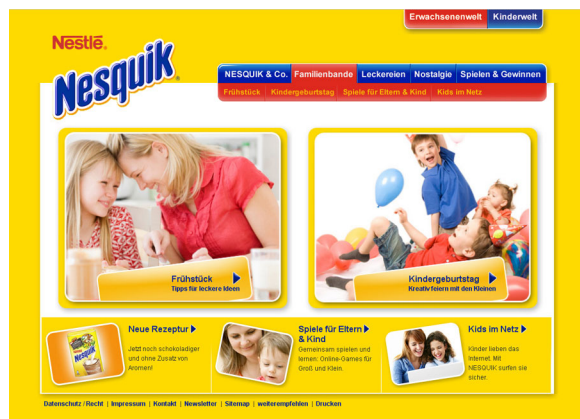 Erwachsenenwelt Kinderwelt
Nestlé
Nesquik
NESQUIK & Co. Familienbande Leckereien Nostalgie Spielen & Gewinnen
Frühstück Kindergeburtstag Spiele für Eltern & Kind Kids im Netz
Frühstück
Tipps für leckere Ideen
Kindergeburtstag
Kreativ feiern mit den Kleinen
Neue Rezeptur
Jetzt noch schokoladiger
und ohne Zusatz von
Aromen!
Nesquik
Spiele für Eltern
& Kind
Gemeinsam spielen und
lernen: Online-Games für
Groß und Klein.
Kids im Netz
Kinder lieben das
Internet. Mit
NESQUIK surfen sie
sicher.
Datenschutz / Recht | Impressum | Kontakt | Newsletter | Sitemap | weiterempfehlen | Drucken